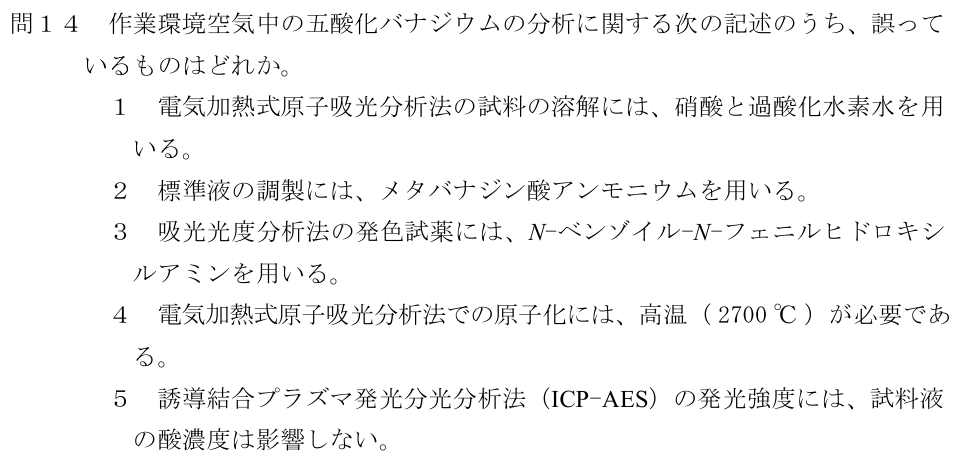 問１４　作業環境空気中の五酸化バナジウムの分析に関する次の記述のうち、誤って
いるものはどれか。
１　電気加熱式原子吸光分析法の試料の溶解には、硝酸と過酸化水素水を用
いる。
２　標準液の調製には、メタバナジン酸アンモニウムを用いる。
３　吸光光度分析法の発色試薬には、N-ベンゾイル-N-フェニルヒドロキシ
ルアミンを用いる。
４　電気加熱式原子吸光分析法での原子化には、高温（2700 ℃）が必要であ
る。
５　誘導結合プラズマ発光分光分析法（ICP-AES）の発光強度には、試料液
の酸濃度は影響しない。